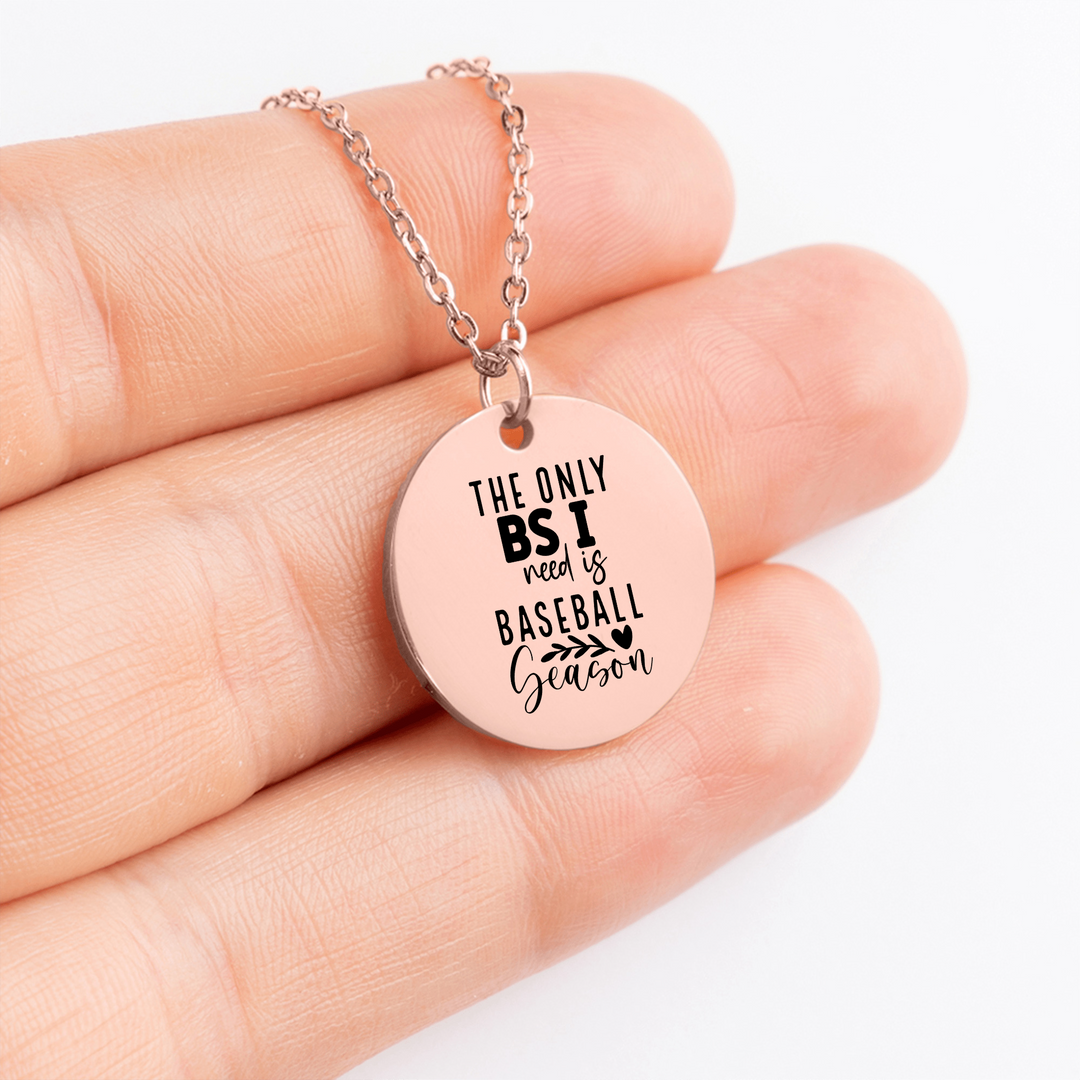 THE ONLY
BS I
need is
BASEBALL
Season